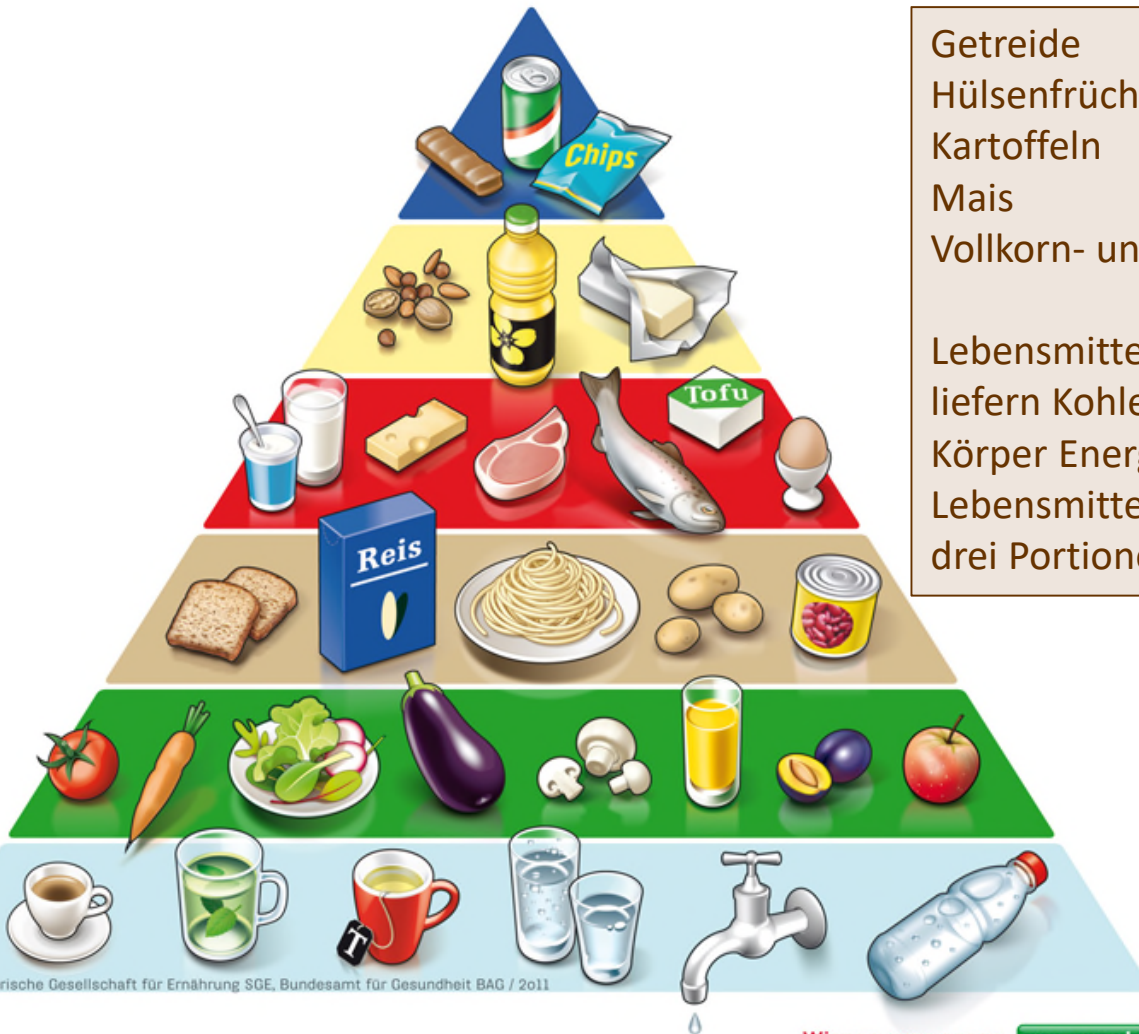 Chips
Tofu
Reis
T
rische Gesellschaft für Ernährung SGE, Bundesamt für Gesundheit BAG / 2011
Getreide
Hülsenfrüch
Kartoffeln
Mais
Vollkorn- un
Lebensmitte
liefern Kohle
Körper Energ
Lebensmitte
drei Portione